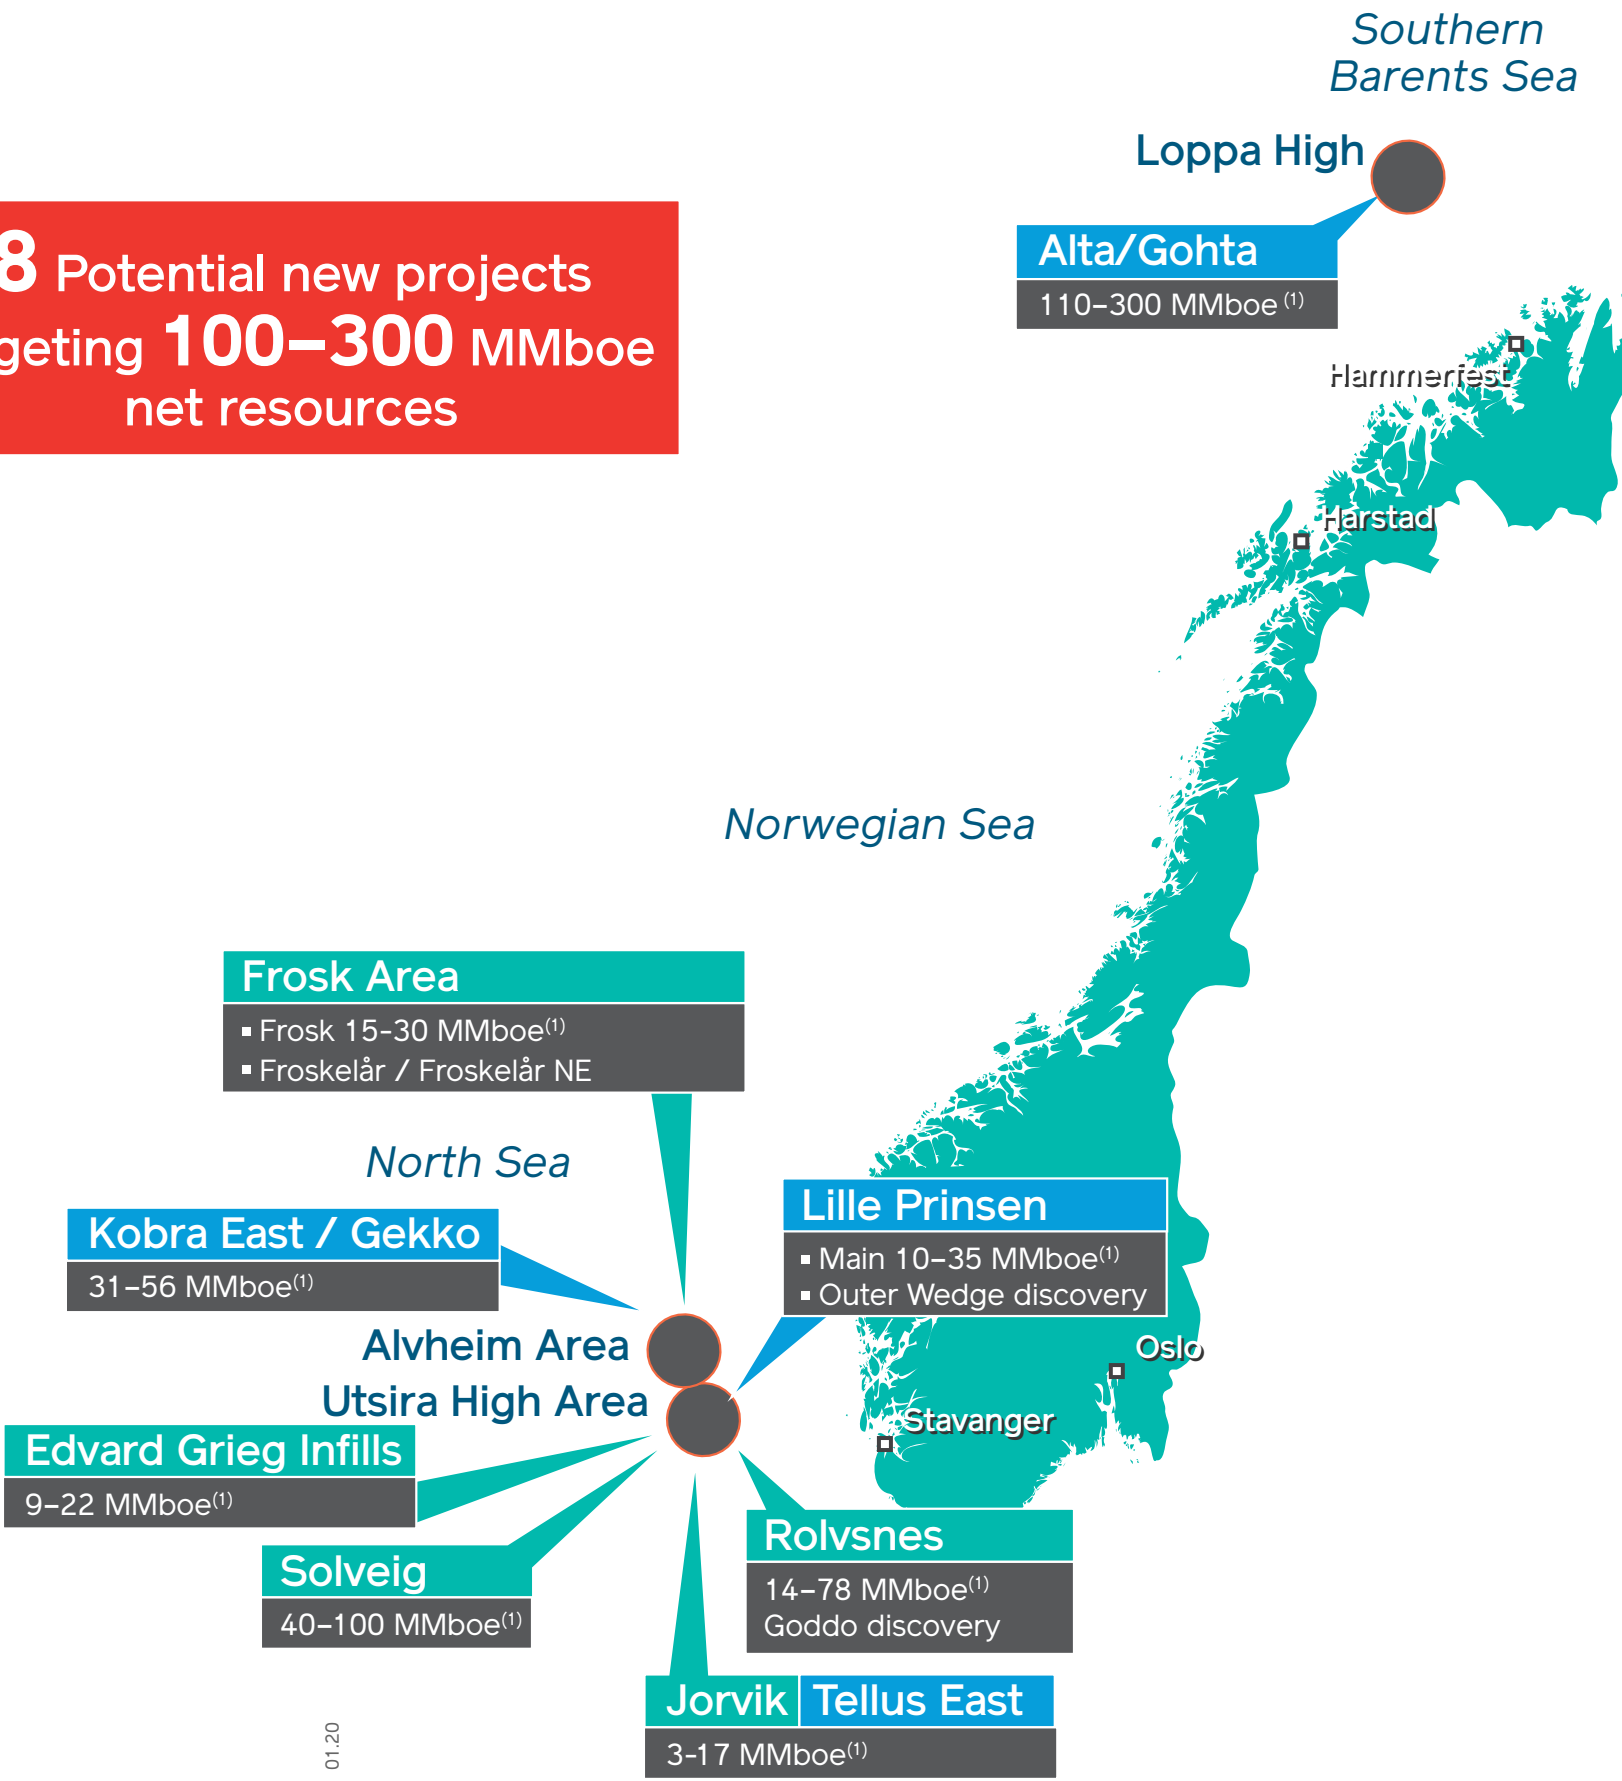 Southern
Barents Sea
Loppa High
Alta/Gohta
110–300 MMboe (1)
8 Potential new projects
geting 100–300 MMboe
net resources
Hammerfest
Harstad
Norwegian Sea
Frosk Area
▪ Frosk 15-30 MMboe(1)
▪ Froskelår / Froskelår NE
North Sea
Kobra East / Gekko
31–56 MMboe(1)
Lille Prinsen
▪ Main 10–35 MMboe(1)
▪ Outer Wedge discovery
Alvheim Area
Utsira High Area
Oslo
Stavanger
Edvard Grieg Infills
9–22 MMboe(1)
Solveig
40–100 MMboe(1)
Rolvsnes
14–78 MMboe(1)
Goddo discovery
Jorvik Tellus East
3-17 MMboe(1)
01.20